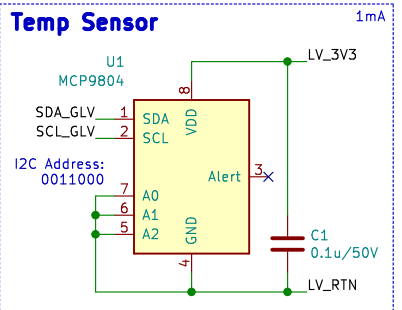 Temp Sensor
1mA
U1
MCP9804
LV_3V3
8
VDD
SDA_GLV 1 SDA
SCL_GLV 2 SCL
I2C Address:
0011000
Alert 3
7 A0
6 A1
5 A2
GND
4
C1
0.1u/50V
LV_RTN